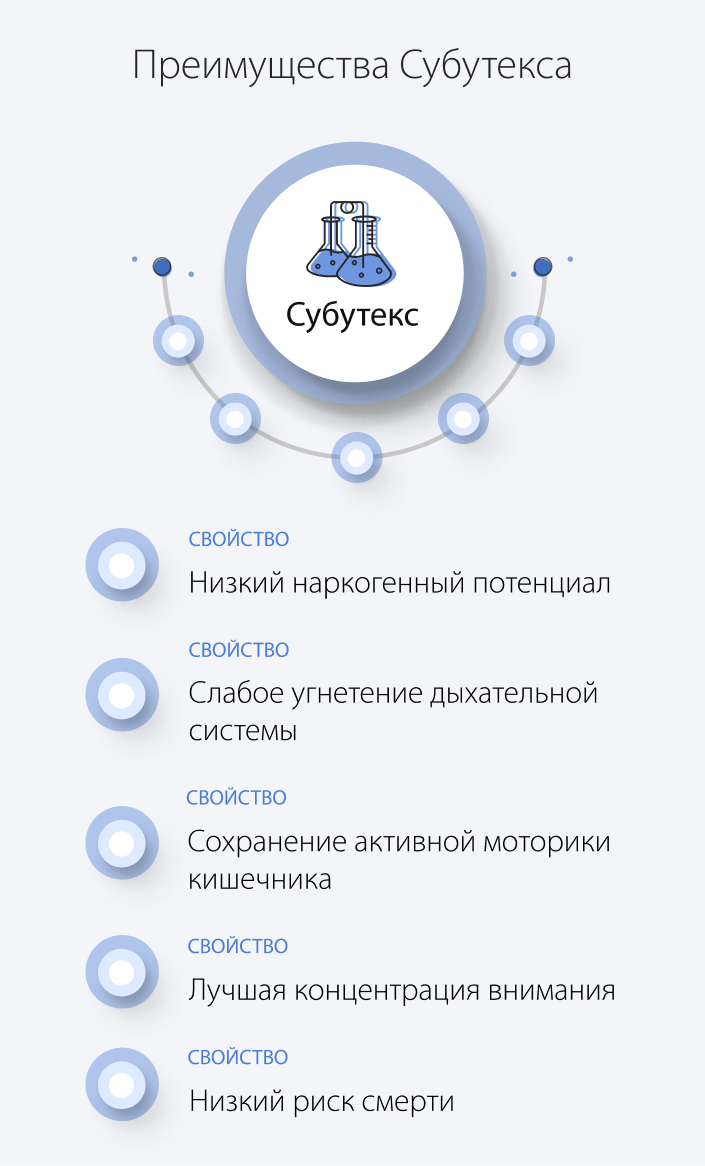 Преимущества Субутекса
Субутекс
СВОЙСТВО
Низкий наркогенный потенциал
СВОЙСТВО
Слабое угнетение дыхательной
системы
СВОЙСТВО
Сохранение активной моторики
кишечника
СВОЙСТВО
Лучшая концентрация внимания
СВОЙСТВО
Низкий риск смерти